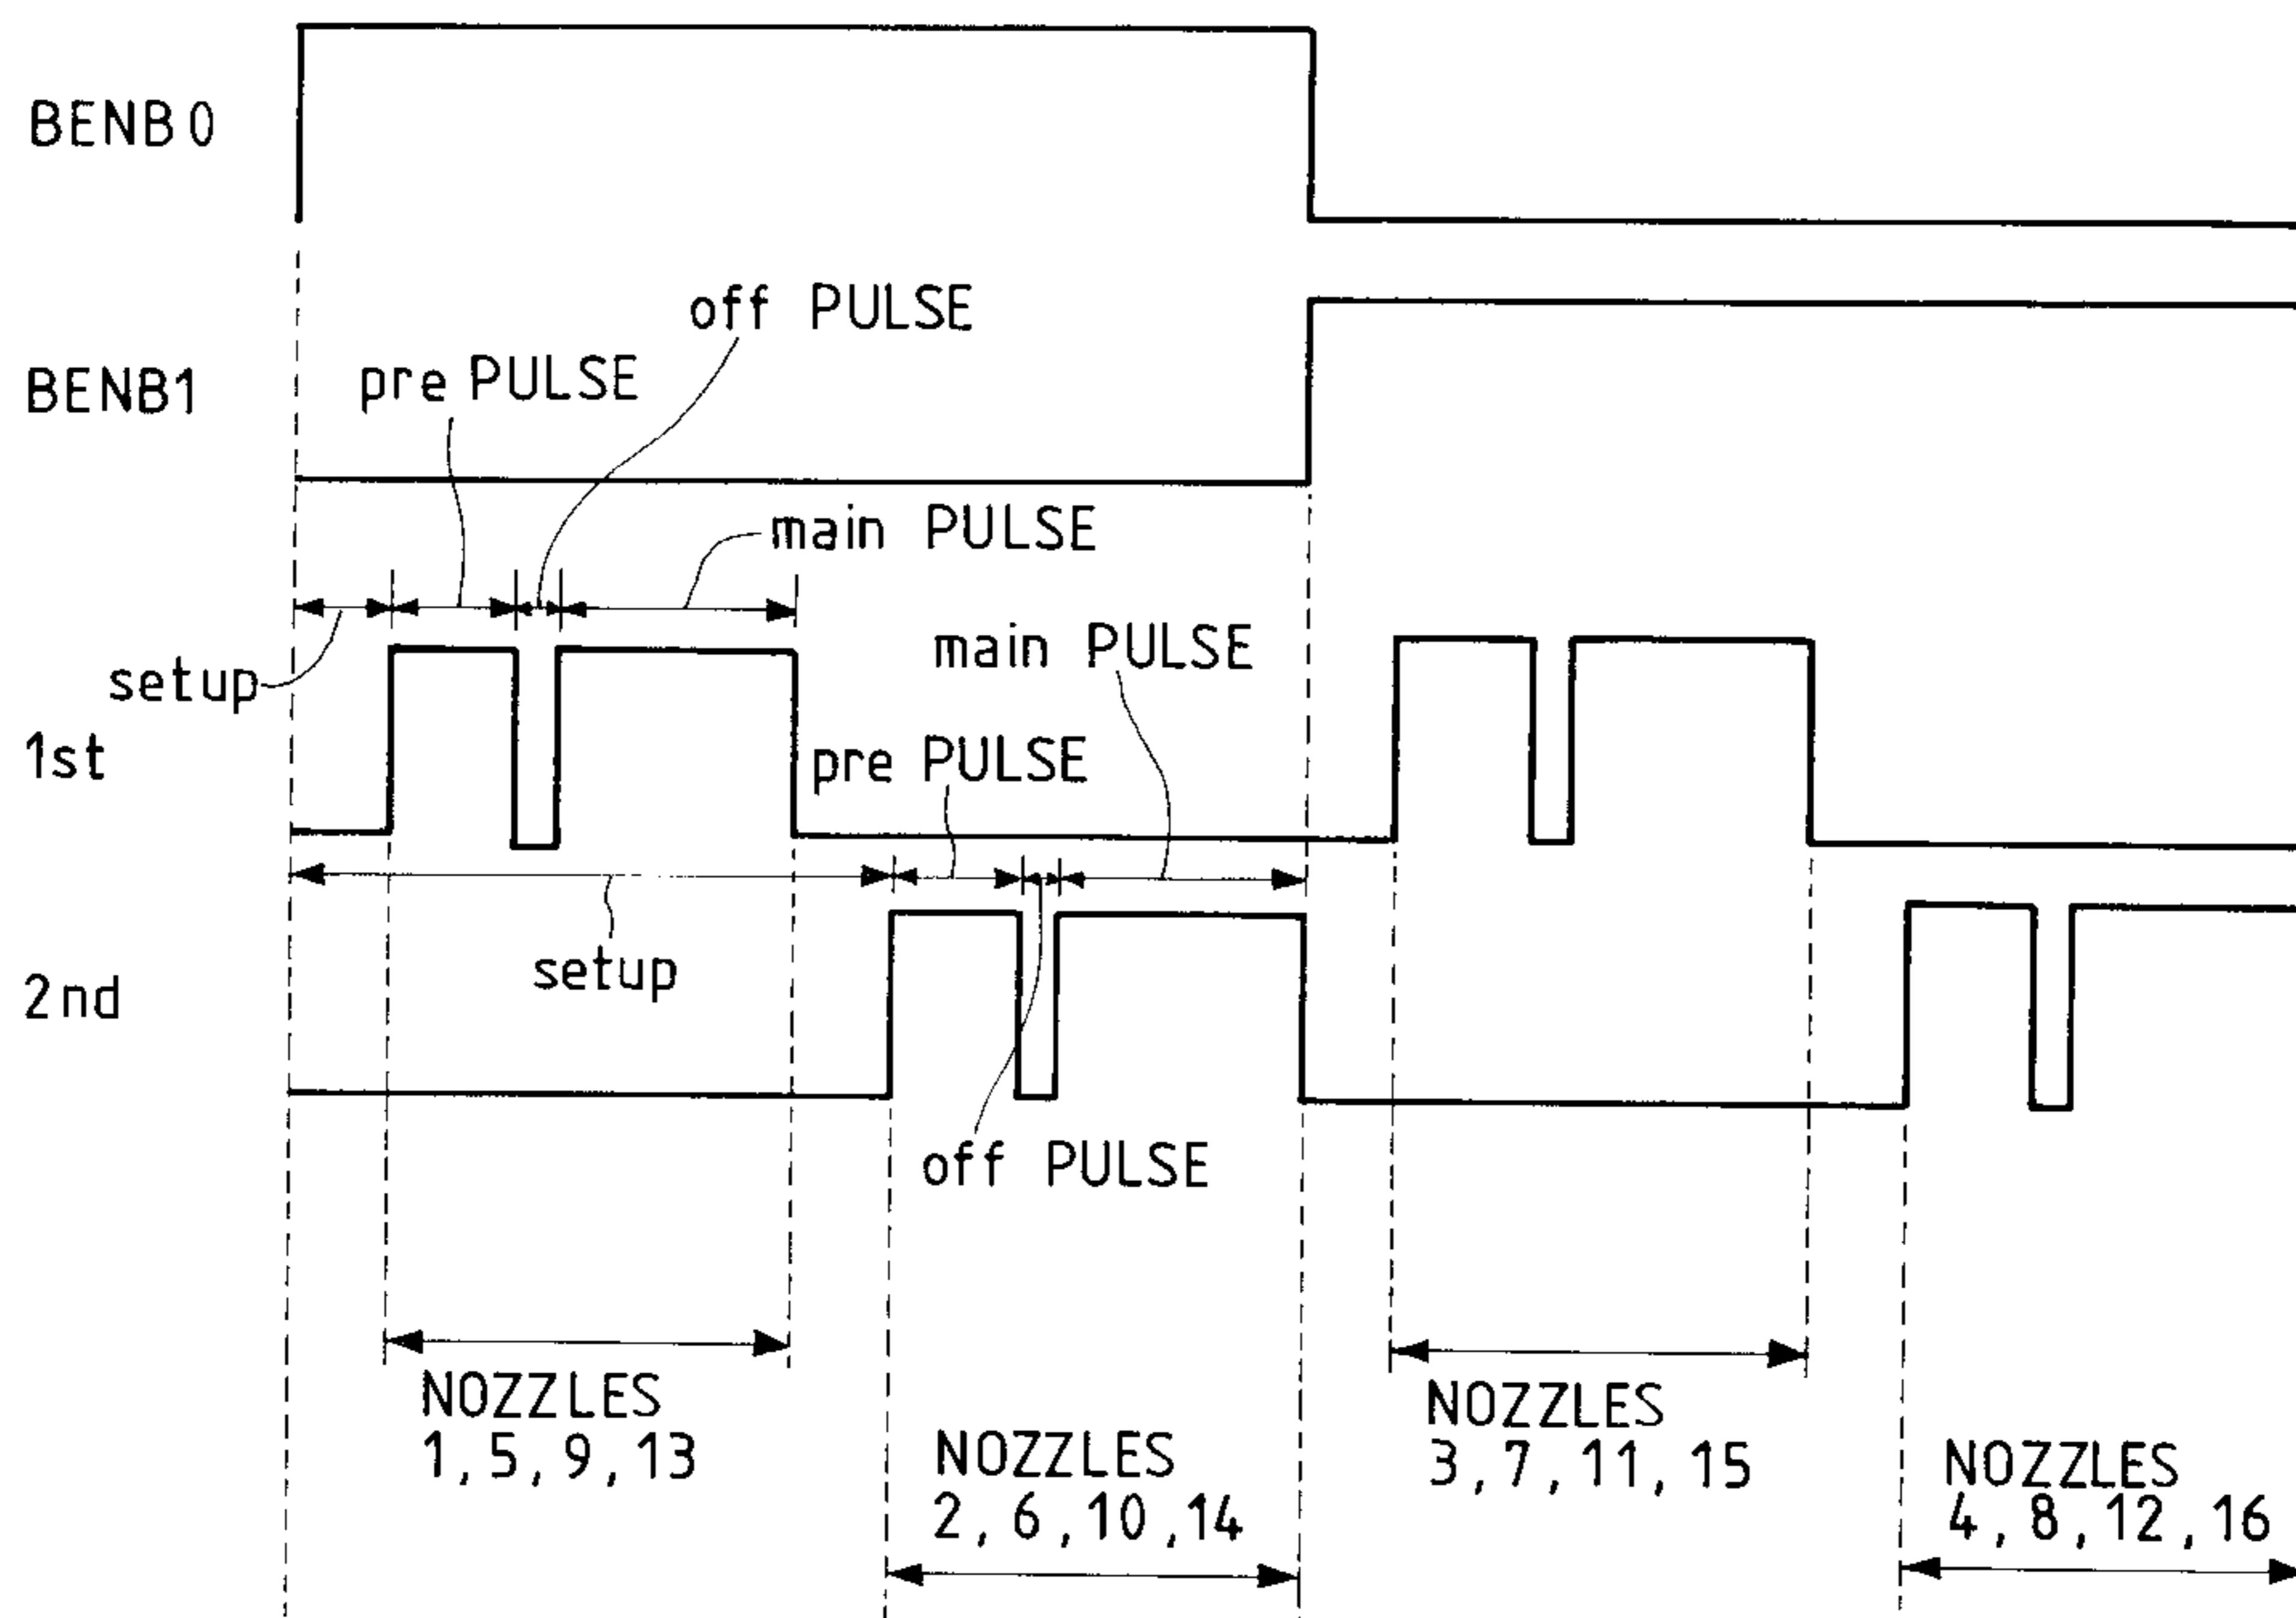 BENB0
off PULSE
pre PULSE
BENB1
main PULSE
main PULSE
setup
pre PULSE
1st
setup
2nd
off PULSE
NOZZLES
1, 5, 9, 13
NOZZLES
2, 6, 10, 14
NOZZLES
3, 7, 11, 15
NOZZLES
4, 8, 12, 16